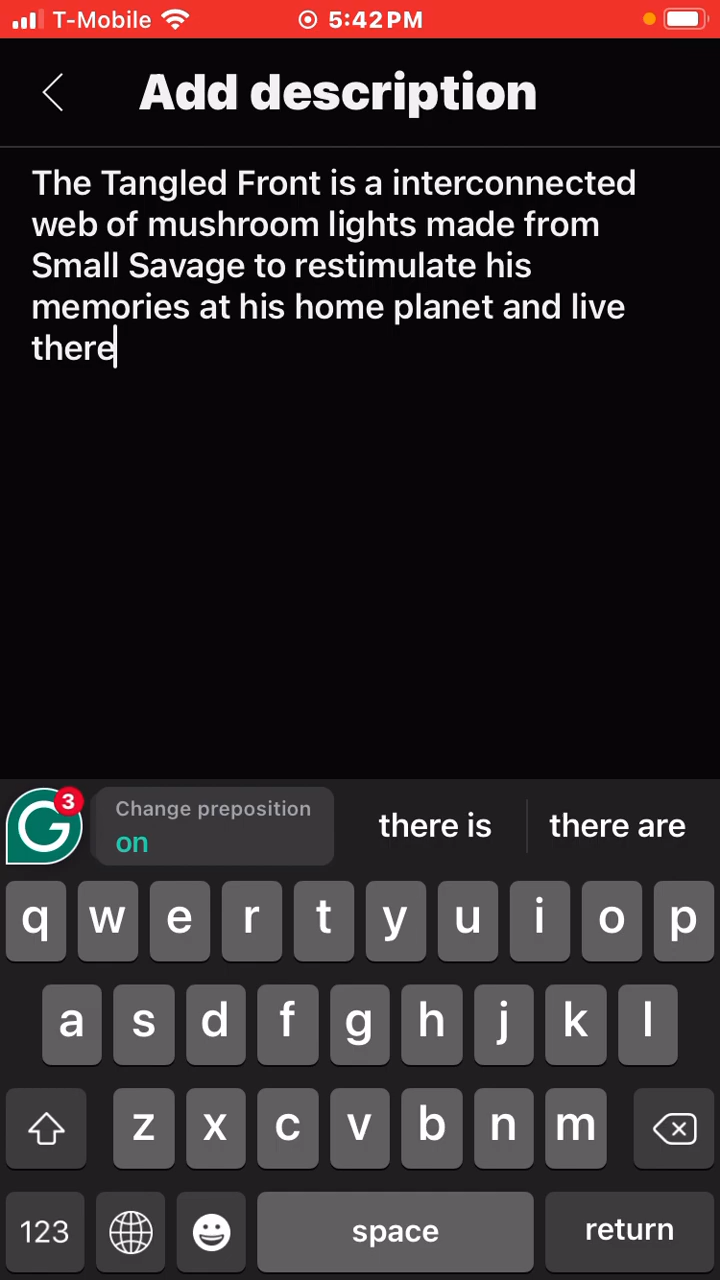 T-Mobile 5:42 PM
Add description
The Tangled Front is a interconnected
web of mushroom lights made from
Small Savage to restimulate his
memories at his home planet and live
there
3
Change preposition
on
there is
there are
q w e r t y u i o p
a s d f g h j k l
z x c v b n m
123 space return